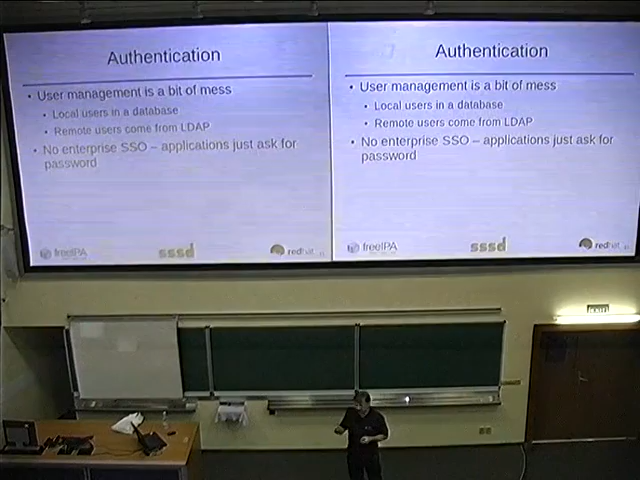 Authentication
• User management is a bit of mess
• Local users in a database
• Remote users come from LDAP
• No enterprise SSO – applications just ask for
password
freeIPA
sssd
redhat
Authentication
• User management is a bit of mess
• Local users in a database
• Remote users come from LDAP
• No enterprise SSO – applications just ask for
password
freeIPA
sssd
redhat
EXIT